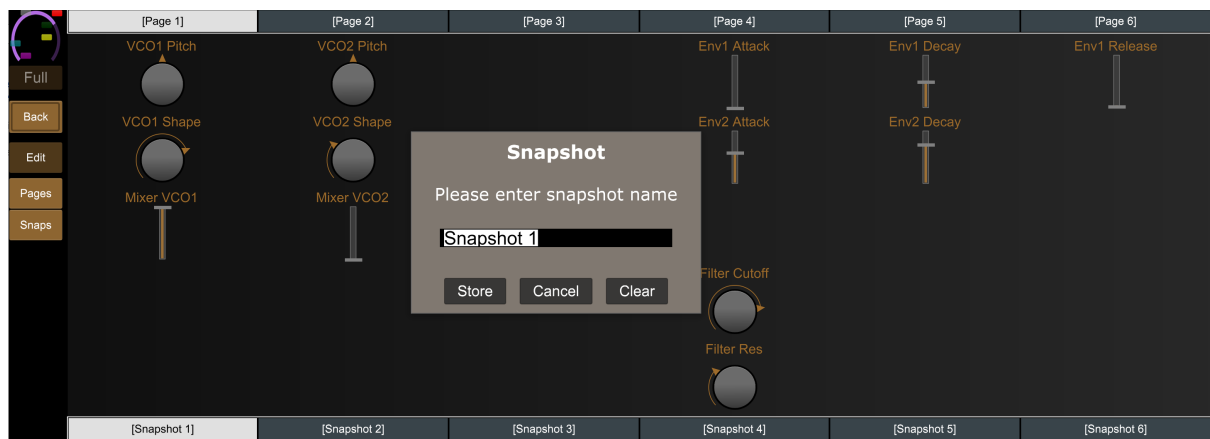 [Page 1] [Page 2] [Page 3] [Page 4] [Page 5] [Page 6]
VCO1 Pitch VCO2 Pitch Env1 Attack Env1 Decay Env1 Release
Full
Back
VCO1 Shape VCO2 Shape Env2 Attack Env2 Decay
Edit
Snapshot
Pages
Mixer VCO1 Mixer VCO2
Please enter snapshot name
Snaps
Snapshot 1
Filter Cutoff
Store Cancel Clear
Filter Res
[Snapshot 1] [Snapshot 2] [Snapshot 3] [Snapshot 4] [Snapshot 5] [Snapshot 6]